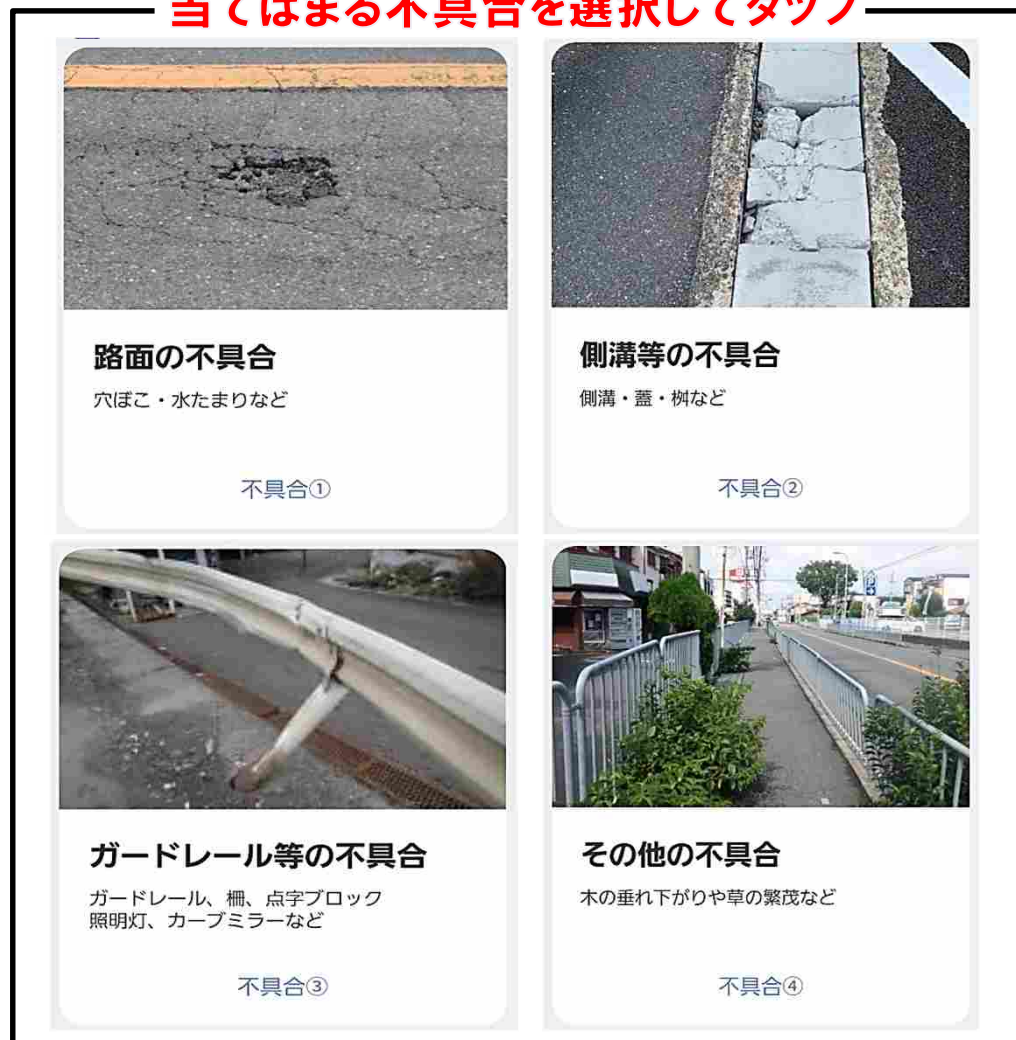 当てはまる不具合を選択してタップ
路面の不具合
穴ぼこ・水たまりなど
不具合①
側溝等の不具合
側溝・蓋・桝など
不具合②
ガードレール等の不具合
ガードレール、柵、点字ブロック
照明灯、カーブミラーなど
不具合③
その他の不具合
木の垂れ下がりや草の繁茂など
不具合④